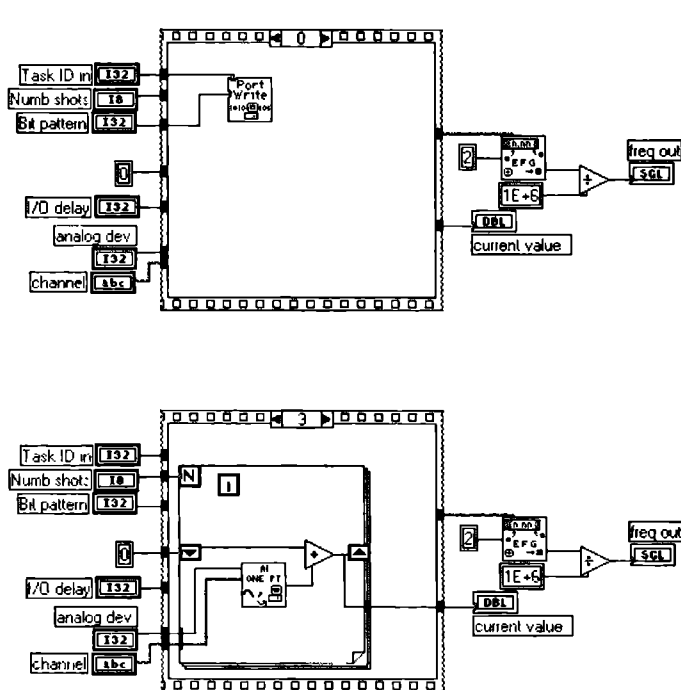 0
Task ID in I32
Numb shots I8
Bit pattern I32
Port
Write
0
I/O delay I32
analog dev
I32
channel abc
2
EFG
1E+6
÷
freq out
SGL
DBL
current value
3
Task ID in I32
Numb shots I8
Bit pattern I32
N
i
0
+
AI
ONE PT
I/O delay I32
analog dev
I32
channel abc
2
EFG
1E+6
÷
freq out
SGL
DBL
current value